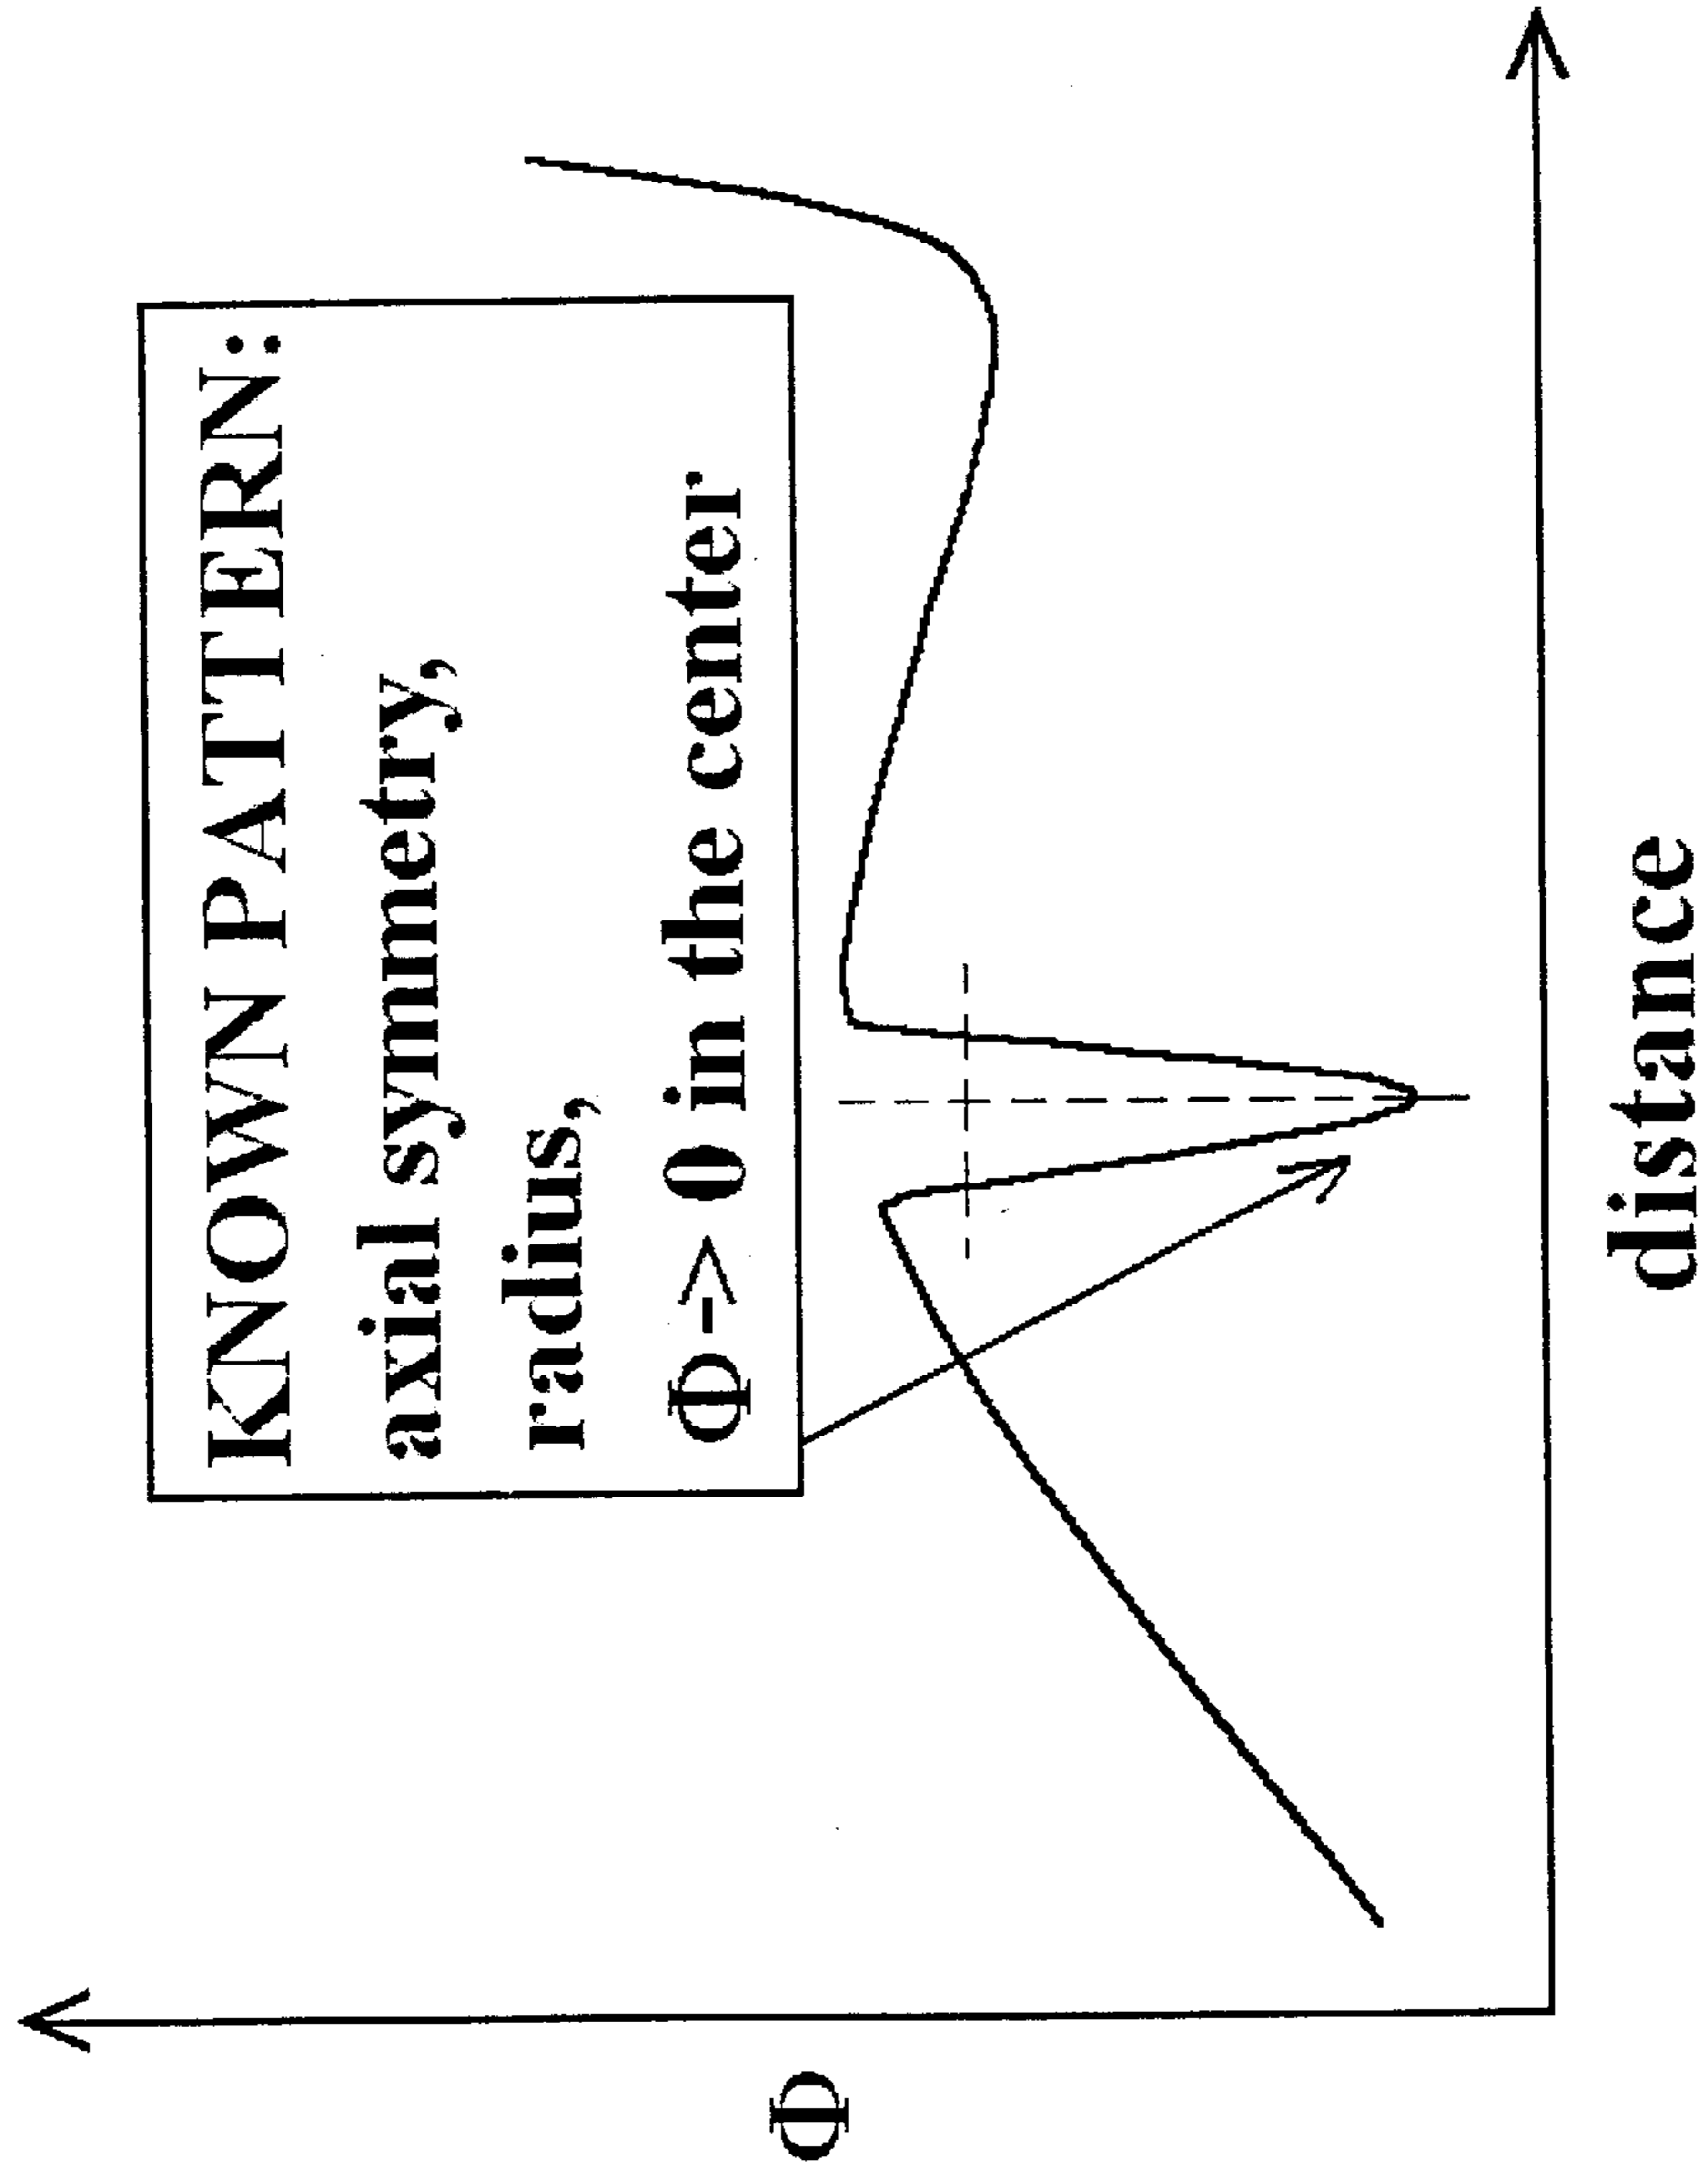 KNOWN PATTERN:
axial symmetry,
radius,
Φ -> 0 in the center
Φ
distance